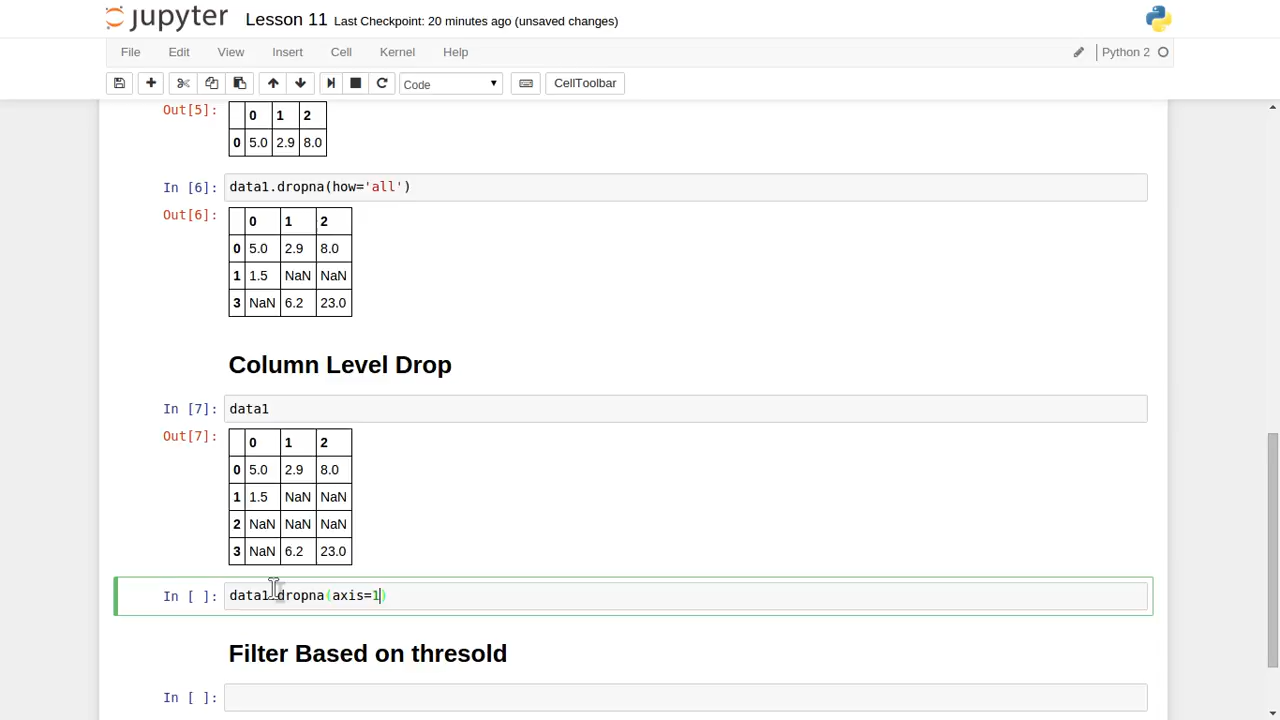 jupyter Lesson 11 Last Checkpoint: 20 minutes ago (unsaved changes)
File Edit View Insert Cell Kernel Help Python 2
Code CellToolbar
Out[5]:
0 1 2
0 5.0 2.9 8.0
In [6]: data1.dropna(how='all')
Out[6]:
0 1 2
0 5.0 2.9 8.0
1 1.5 NaN NaN
3 NaN 6.2 23.0
Column Level Drop
In [7]: data1
Out[7]:
0 1 2
0 5.0 2.9 8.0
1 1.5 NaN NaN
2 NaN NaN NaN
3 NaN 6.2 23.0
In [ ]: data1.dropna(axis=1)
Filter Based on thresold
In [ ]: